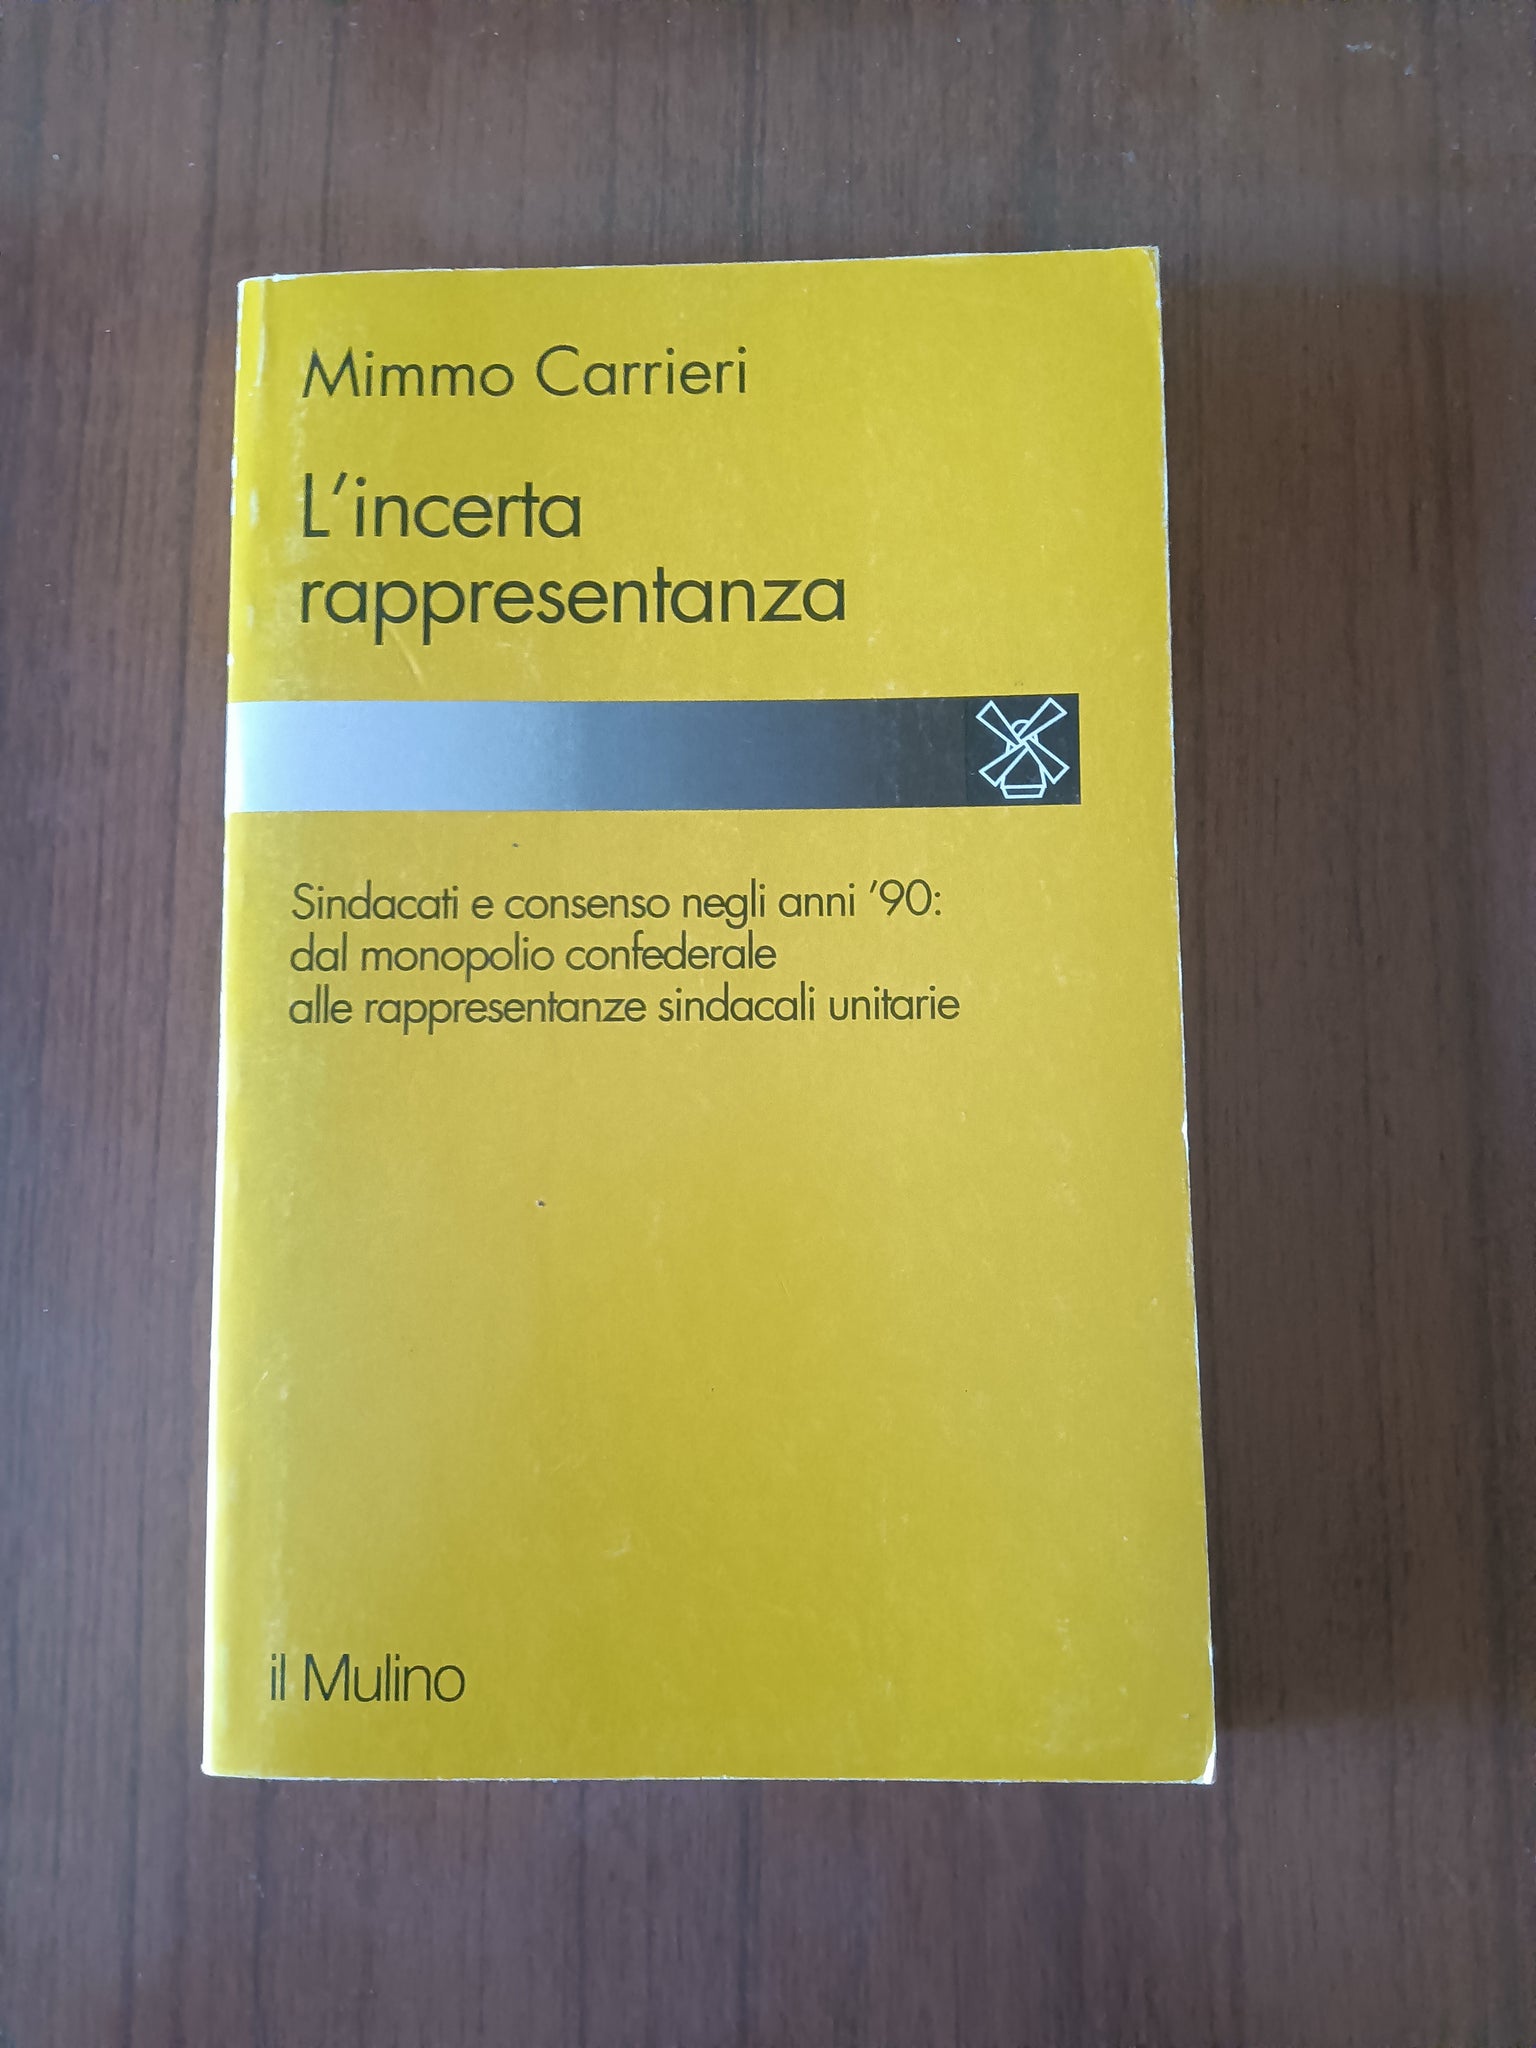 Mimmo Carrieri
L'incerta
rappresentanza
Sindacati e consenso negli anni '90:
dal monopolio confederale
alle rappresentanze sindacali unitarie
il Mulino